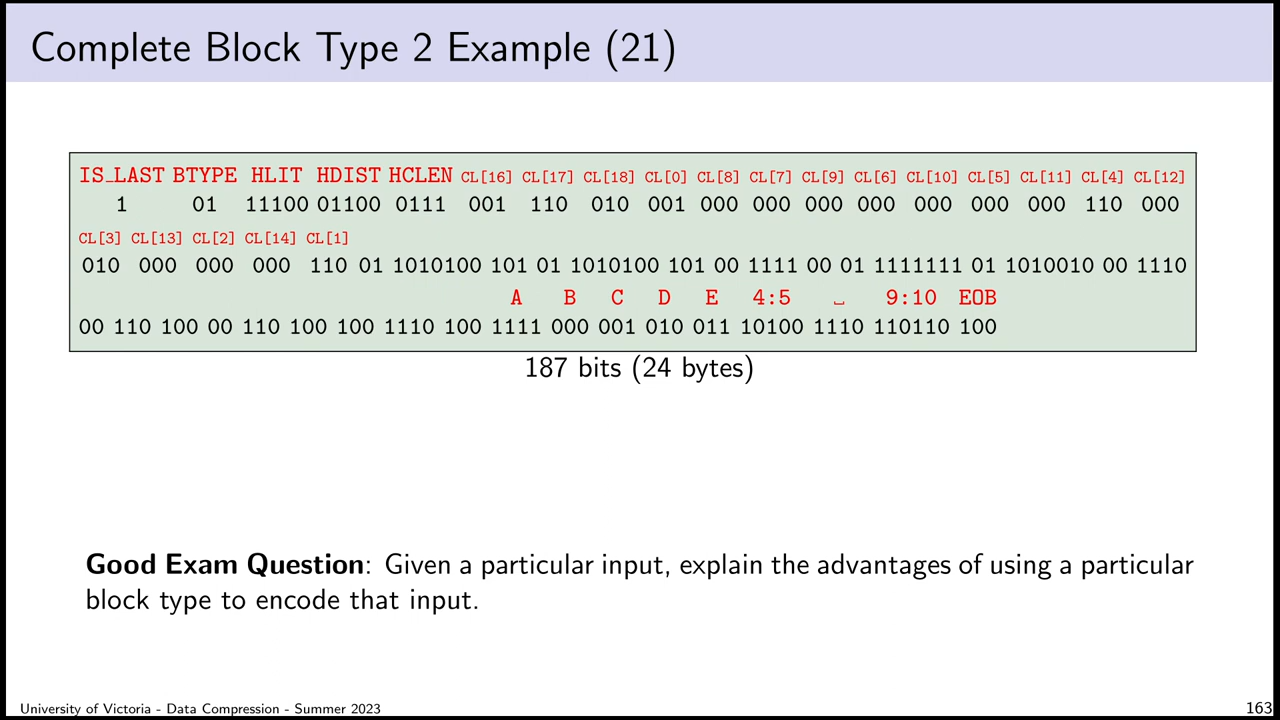 Complete Block Type 2 Example (21)
IS_LAST BTYPE HLIT HDIST HCLEN CL[16] CL[17] CL[18] CL[0] CL[8] CL[7] CL[9] CL[6] CL[10] CL[5] CL[11] CL[4] CL[12]
1 01 11100 01100 0111 001 110 010 001 000 000 000 000 000 000 000 110 000
CL[3] CL[13] CL[2] CL[14] CL[1]
010 000 000 000 110 01 1010100 101 01 1010100 101 00 1111 00 01 1111111 01 1010010 00 1110
A B C D E 4:5 ␣ 9:10 EOB
00 110 100 00 110 100 100 1110 100 1111 000 001 010 011 10100 1110 110110 100
187 bits (24 bytes)
Good Exam Question: Given a particular input, explain the advantages of using a particular
block type to encode that input.
University of Victoria - Data Compression - Summer 2023
163